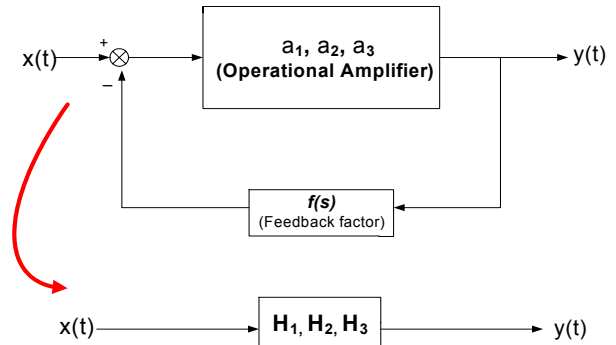 a₁, a₂, a₃
+
x(t)
(Operational Amplifier)
y(t)
−
f(s)
(Feedback factor)
x(t)
H₁, H₂, H₃
y(t)